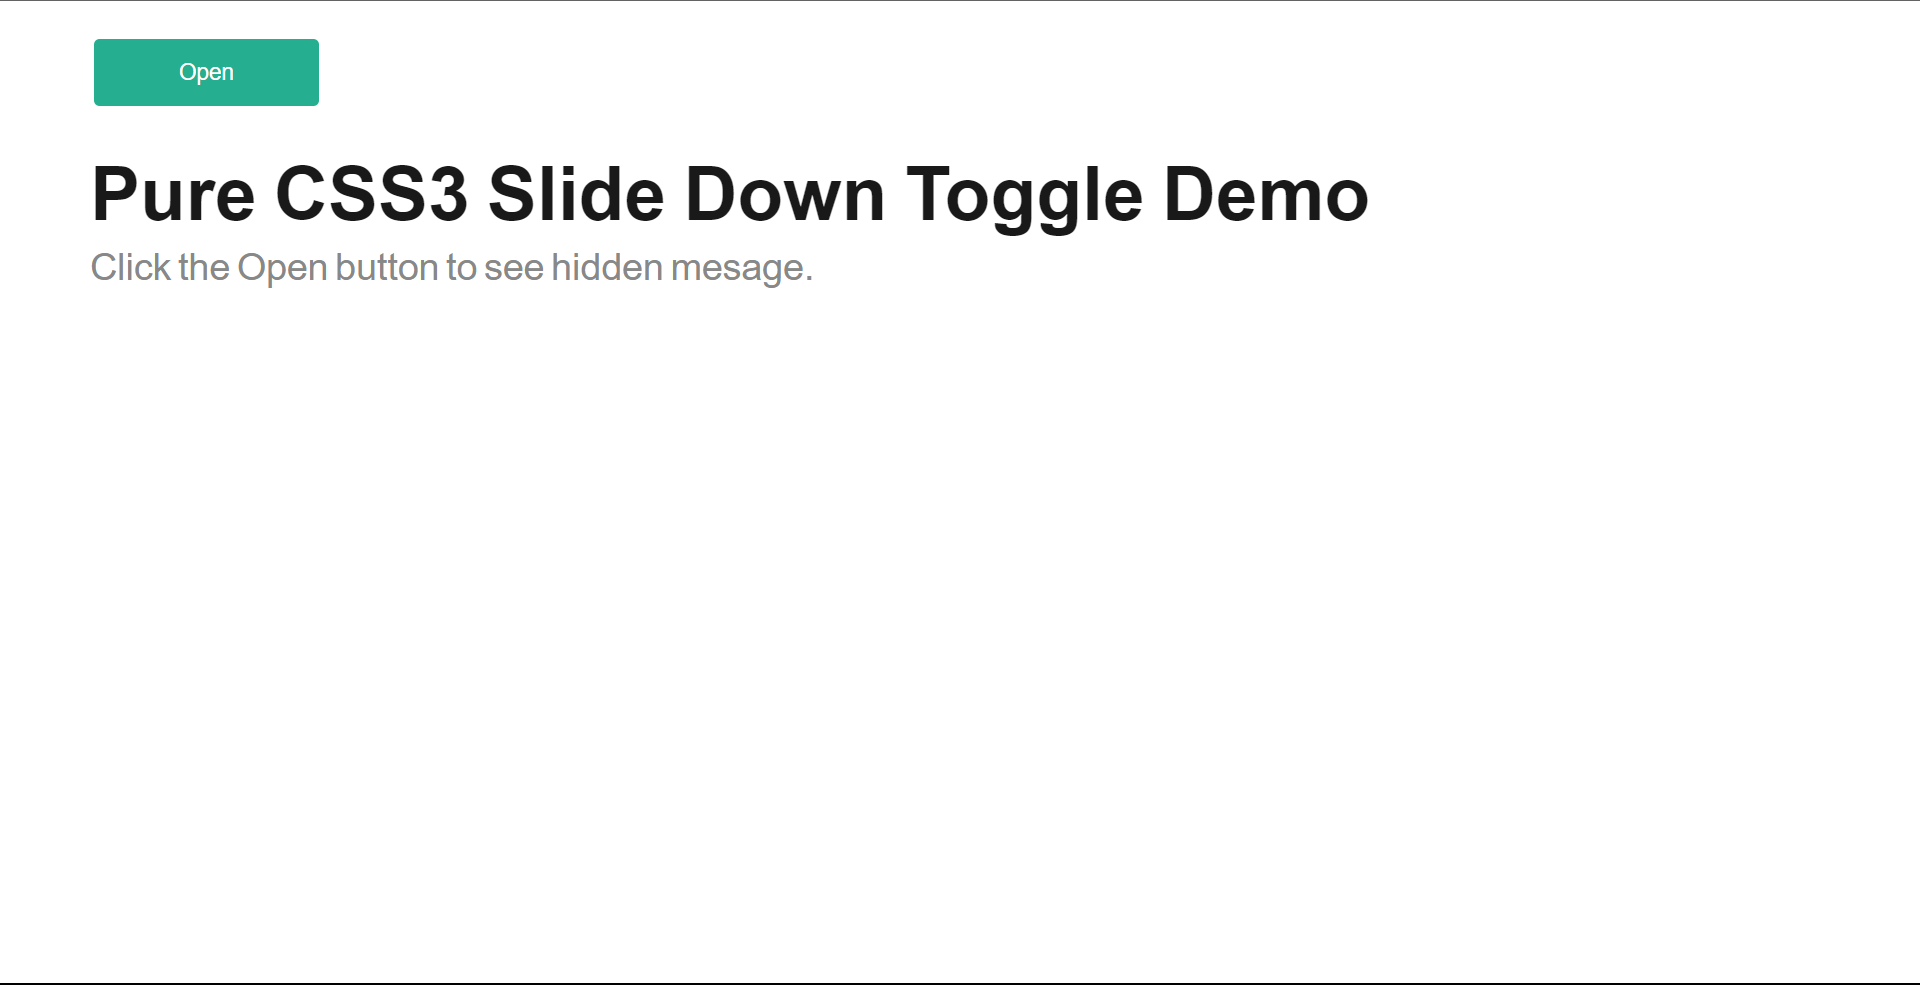 Open
Pure CSS3 Slide Down Toggle Demo
Click the Open button to see hidden mesage.